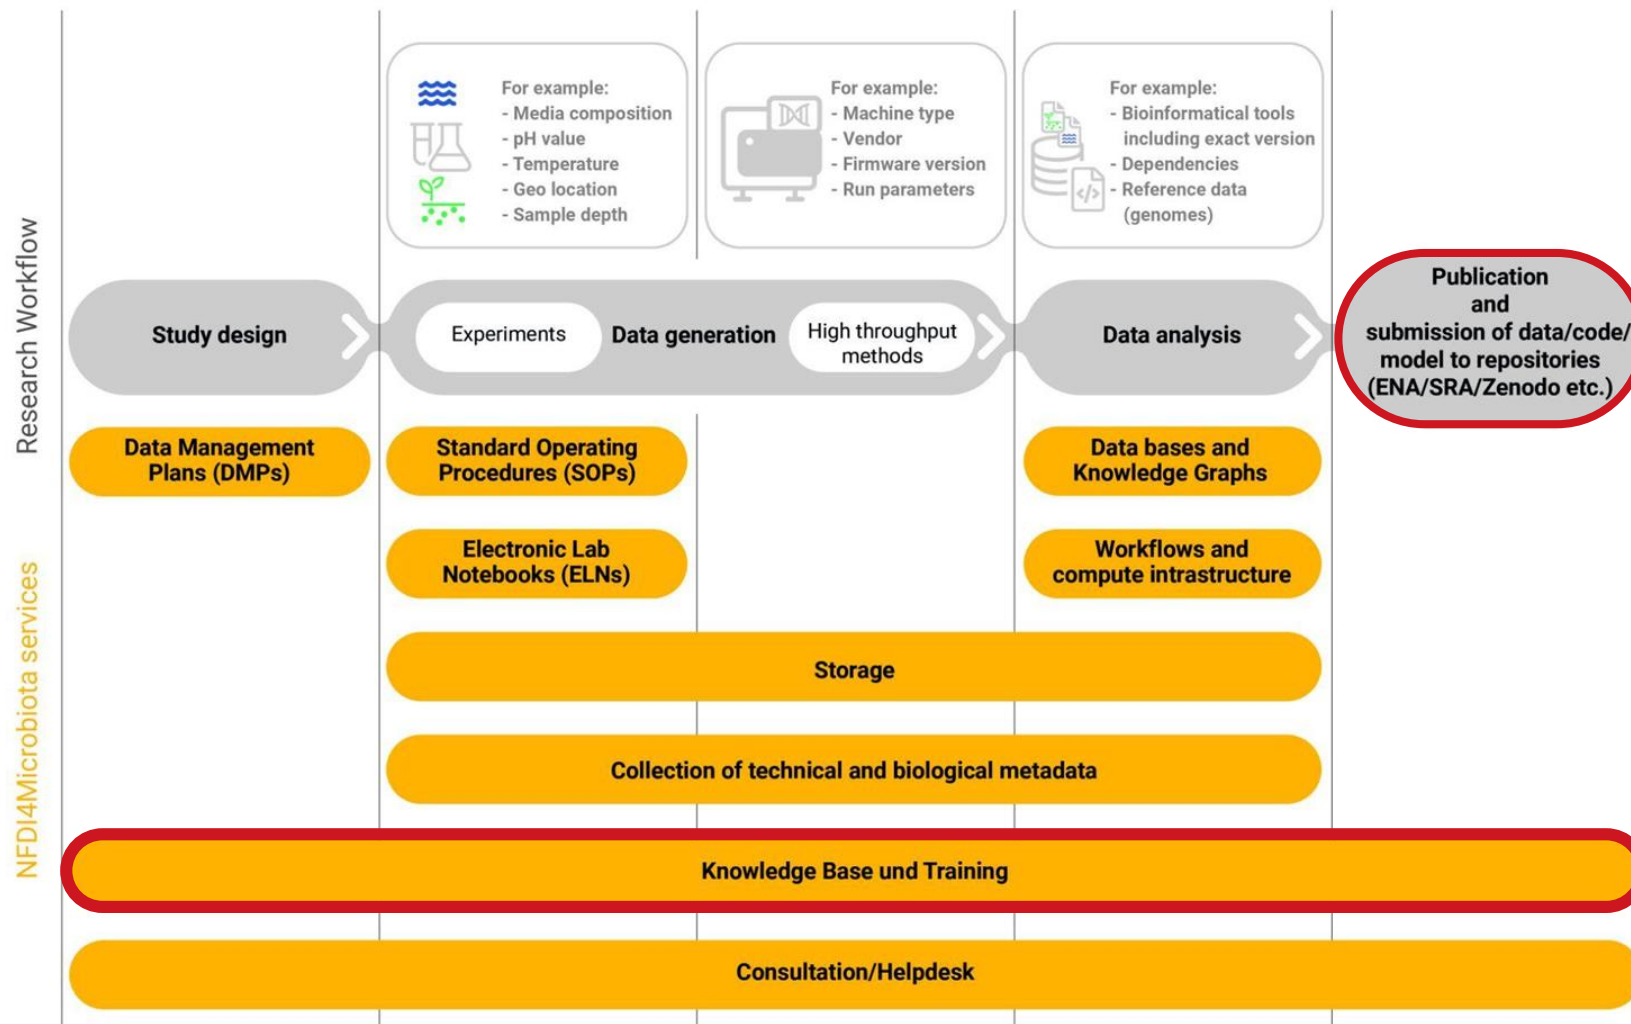 For example:
- Media composition
- pH value
- Temperature
- Geo location
- Sample depth
For example:
- Machine type
- Vendor
- Firmware version
- Run parameters
For example:
- Bioinformatical tools
including exact version
- Dependencies
- Reference data
(genomes)
</>
Research Workflow
Study design
Experiments
Data generation
High throughput
methods
Data analysis
Publication
and
submission of data/code/
model to repositories
(ENA/SRA/Zenodo etc.)
NFDI4Microbiota services
Data Management
Plans (DMPs)
Standard Operating
Procedures (SOPs)
Data bases and
Knowledge Graphs
Electronic Lab
Notebooks (ELNs)
Workflows and
compute intrastructure
Storage
Collection of technical and biological metadata
Knowledge Base und Training
Consultation/Helpdesk